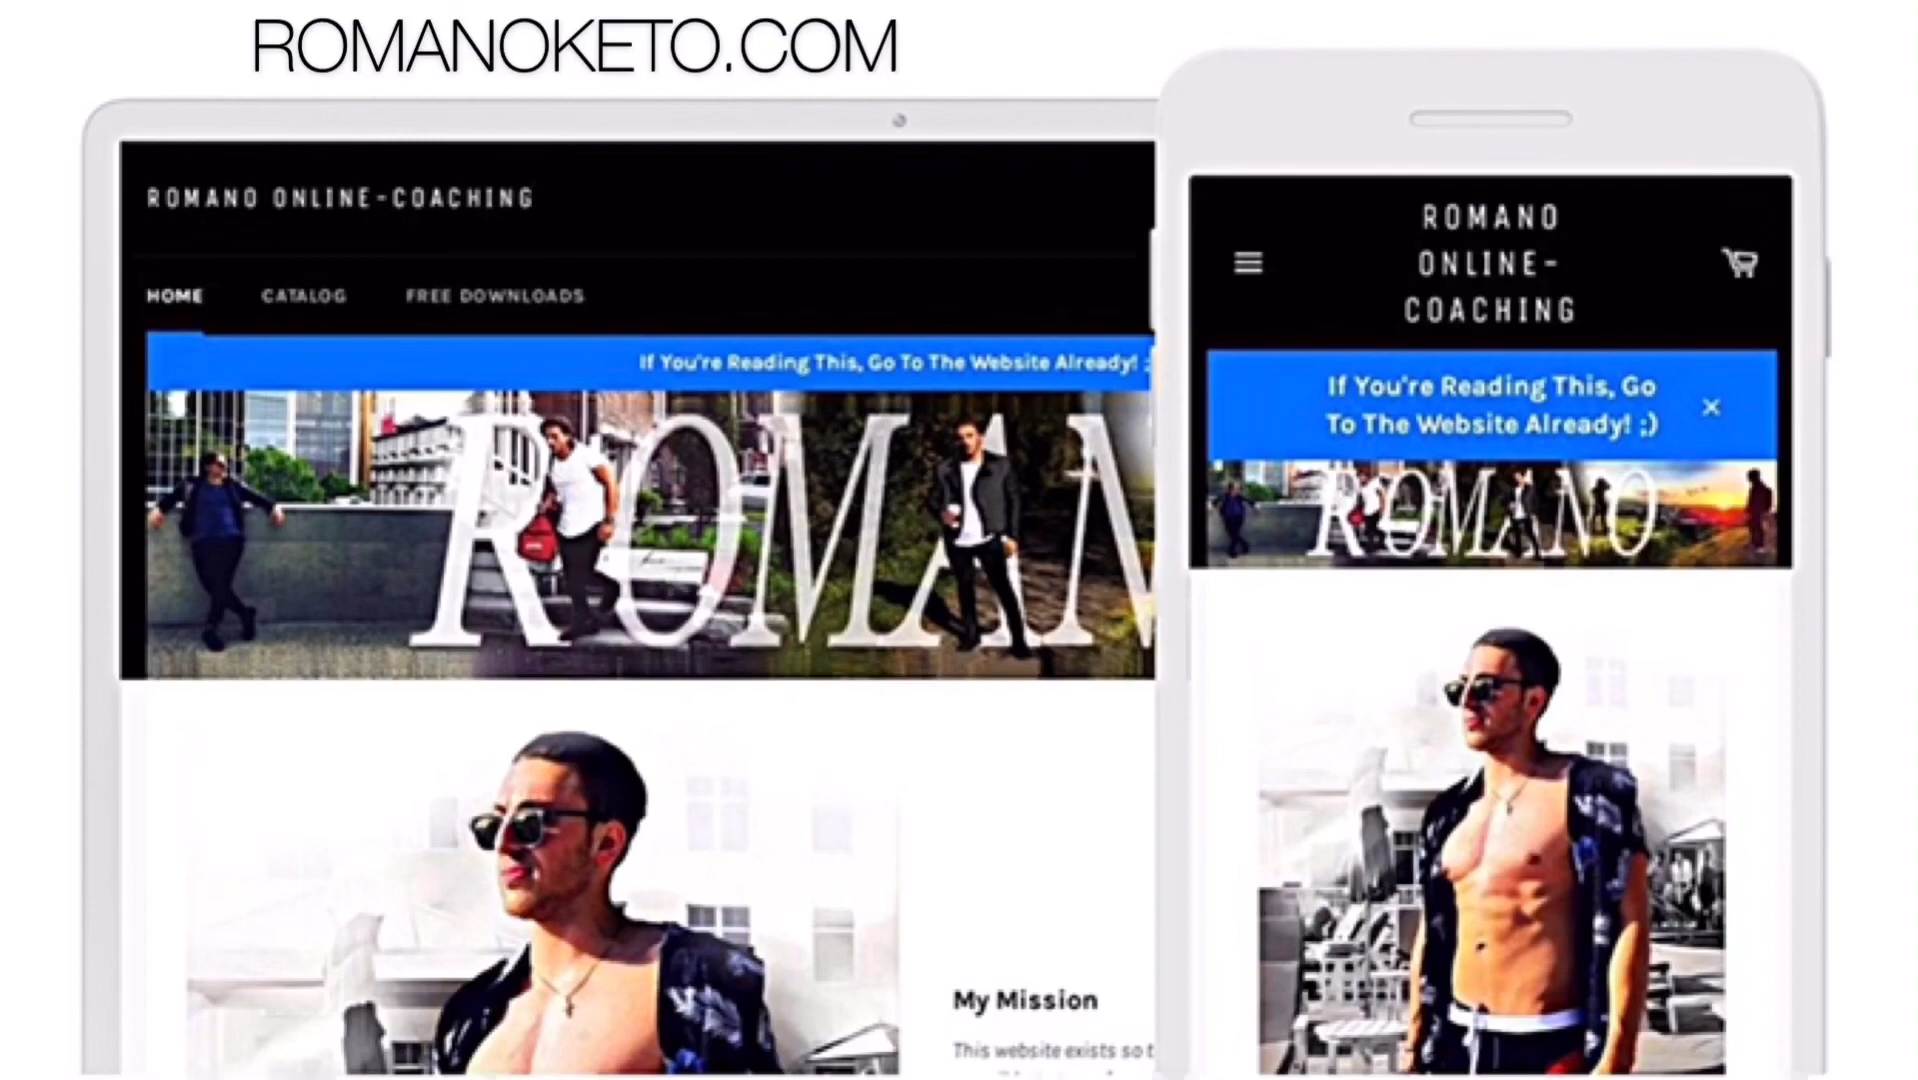 ROMANOKETO.COM
ROMANO ONLINE-COACHING
HOME CATALOG FREE DOWNLOADS
If You're Reading This, Go To The Website Already! ;
ROMAN
My Mission
This website exists so t
ROMANO
ONLINE-
COACHING
If You're Reading This, Go
To The Website Already! ;)
ROMANO